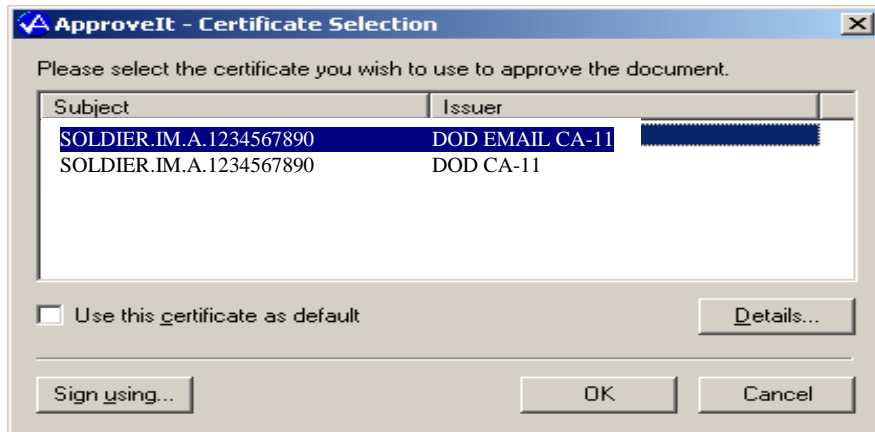 ApproveIt - Certificate Selection
Please select the certificate you wish to use to approve the document.
Subject Issuer
SOLDIER.IM.A.1234567890 DOD EMAIL CA-11
SOLDIER.IM.A.1234567890 DOD CA-11
Use this certificate as default Details...
Sign using... OK Cancel